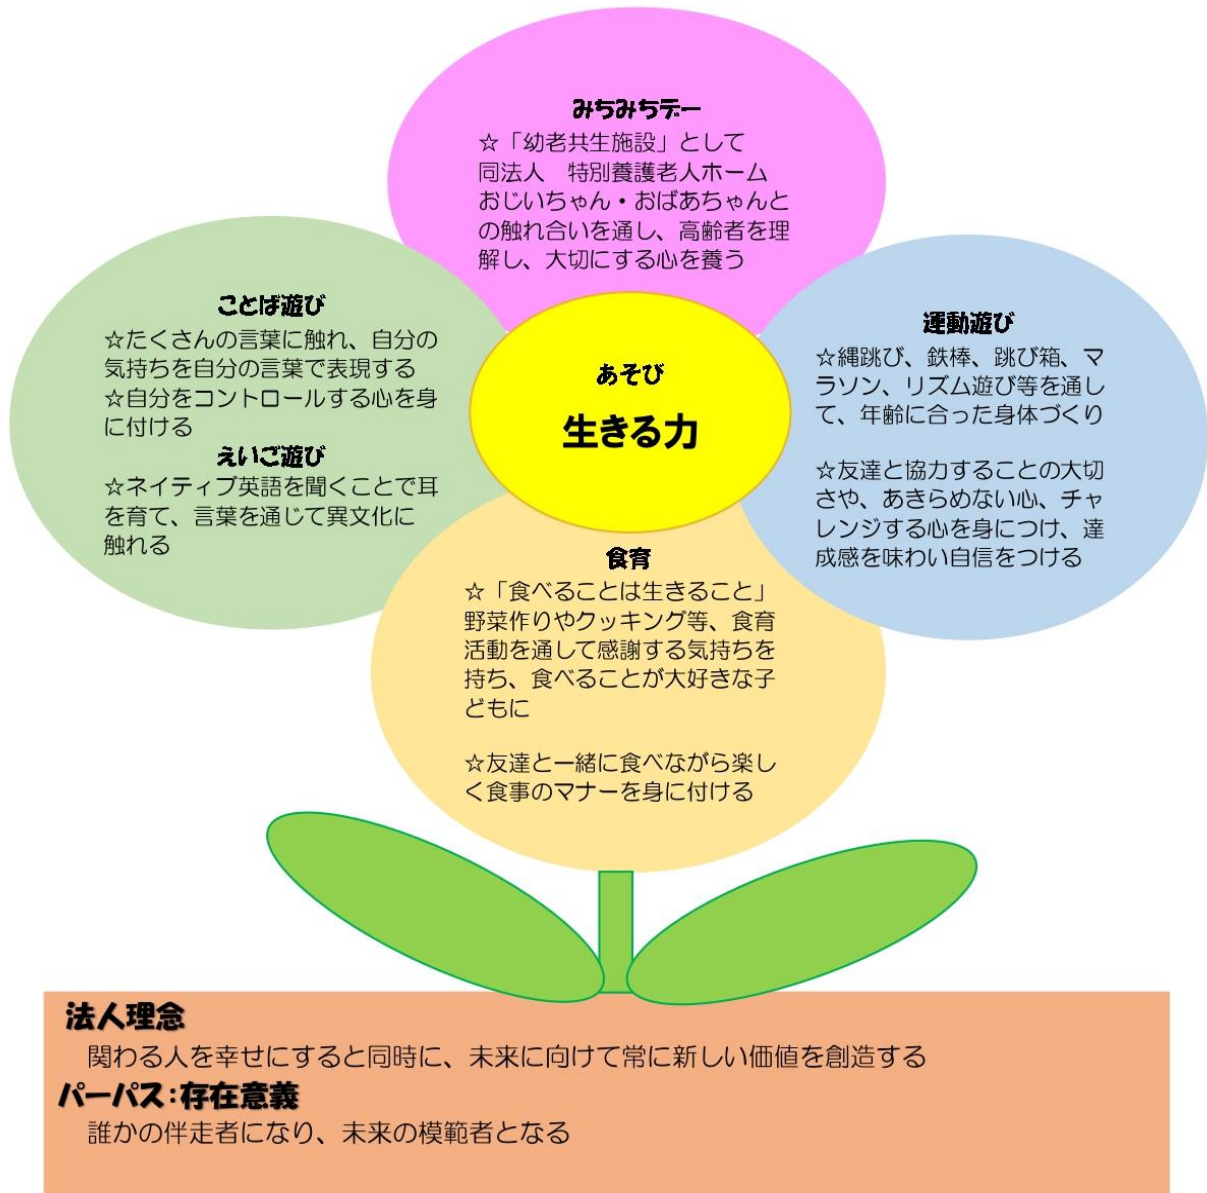 みちみちデー
☆「幼老共生施設」として
同法人　特別養護老人ホーム
おじいちゃん・おばあちゃんと
の触れ合いを通し、高齢者を理
解し、大切にする心を養う
ことば遊び
☆たくさんの言葉に触れ、自分の
気持ちを自分の言葉で表現する
☆自分をコントロールする心を身
に付ける
えいご遊び
☆ネイティブ英語を聞くことで耳
を育て、言葉を通じて異文化に
触れる
あそび
生きる力
運動遊び
☆縄跳び、鉄棒、跳び箱、マ
ラソン、リズム遊び等を通し
て、年齢に合った身体づくり
☆友達と協力することの大切
さや、あきらめない心、チャ
レンジする心を身につけ、達
成感を味わい自信をつける
食育
☆「食べることは生きること」
野菜作りやクッキング等、食育
活動を通して感謝する気持ちを
持ち、食べることが大好きな子
どもに
☆友達と一緒に食べながら楽し
く食事のマナーを身に付ける
法人理念
関わる人を幸せにすると同時に、未来に向けて常に新しい価値を創造する
パーパス：存在意義
誰かの伴走者になり、未来の模範者となる